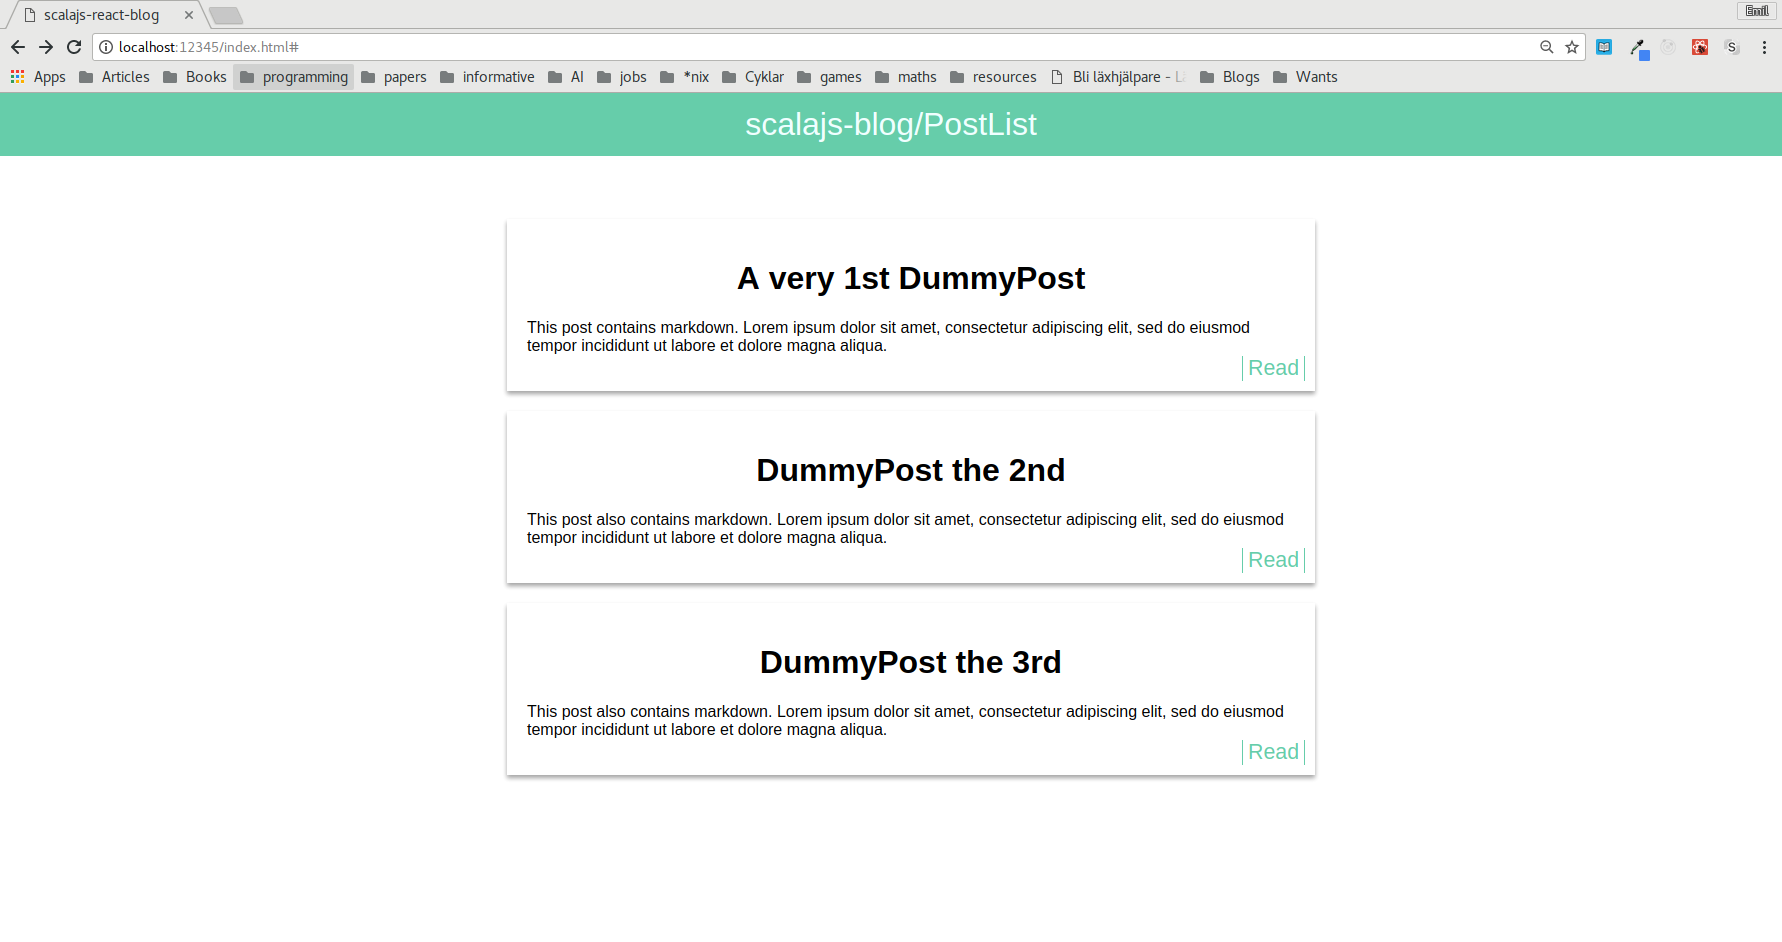 scalajs-react-blog
Emil
localhost:12345/index.html#
S
Apps Articles Books programming papers informative AI jobs *nix Cyklar games maths resources Bli läxhjälpare - Blogs Wants
scalajs-blog/PostList
A very 1st DummyPost
This post contains markdown. Lorem ipsum dolor sit amet, consectetur adipiscing elit, sed do eiusmod
tempor incididunt ut labore et dolore magna aliqua.
Read
DummyPost the 2nd
This post also contains markdown. Lorem ipsum dolor sit amet, consectetur adipiscing elit, sed do eiusmod
tempor incididunt ut labore et dolore magna aliqua.
Read
DummyPost the 3rd
This post also contains markdown. Lorem ipsum dolor sit amet, consectetur adipiscing elit, sed do eiusmod
tempor incididunt ut labore et dolore magna aliqua.
Read